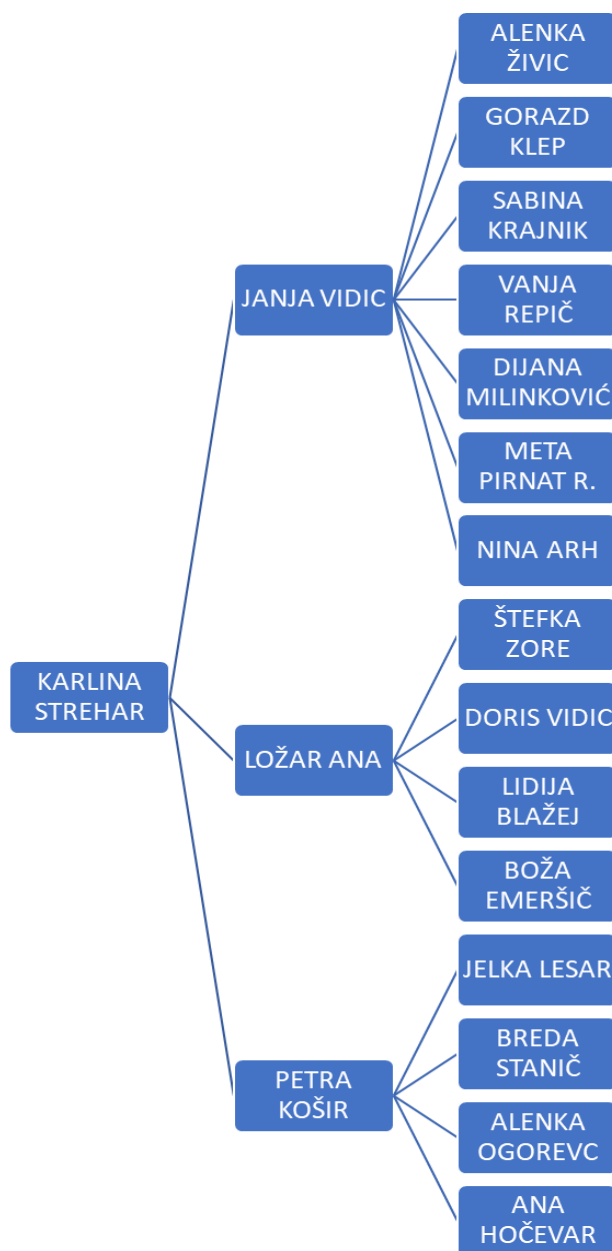 ALENKA
ŽIVIC
GORAZD
KLEP
SABINA
KRAJNIK
JANJA VIDIC
VANJA
REPIČ
DIJANA
MILINKOVIĆ
META
PIRNAT R.
NINA ARH
ŠTEFKA
ZORE
KARLINA
STREHAR
DORIS VIDIC
LOŽAR ANA
LIDIJA
BLAŽEJ
BOŽA
EMERŠIČ
JELKA LESAR
BREDA
STANIČ
PETRA
KOŠIR
ALENKA
OGOREVC
ANA
HOČEVAR